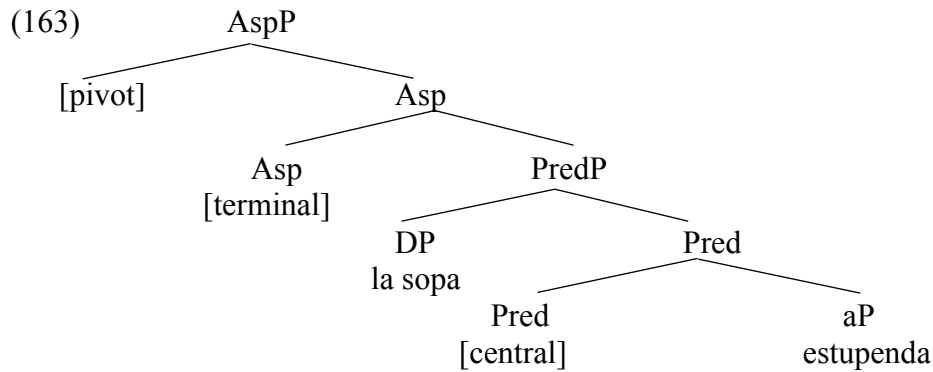 (163) AspP
[pivot] Asp
Asp PredP
[terminal]
DP Pred
la sopa
Pred aP
[central] estupenda